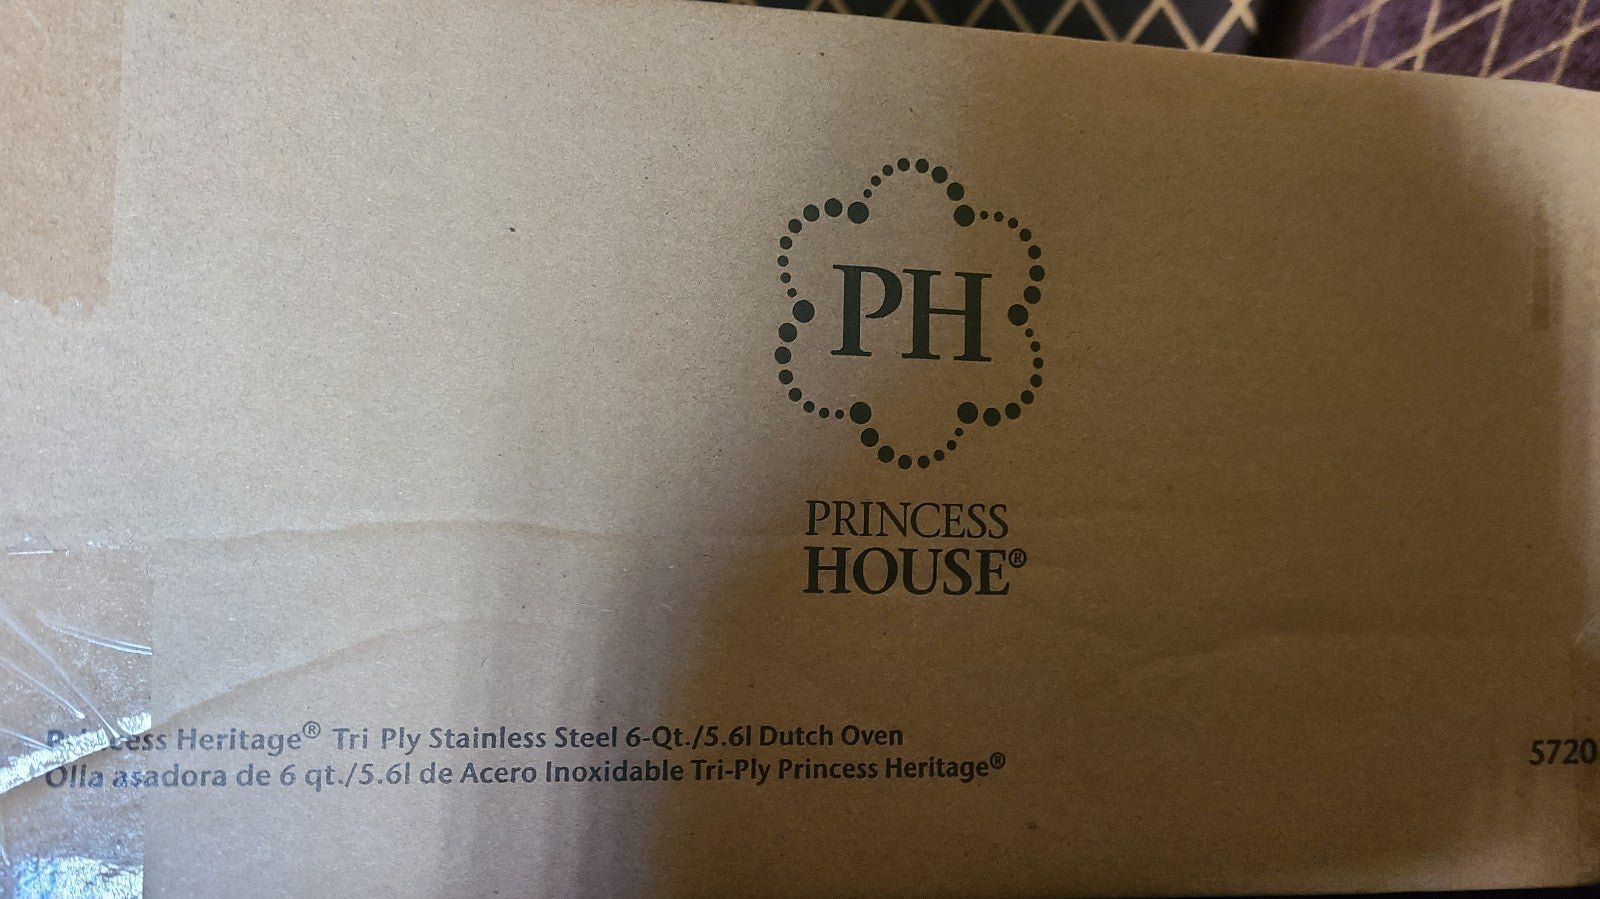 PH
PRINCESS
HOUSE®
Princess Heritage® Tri Ply Stainless Steel 6-Qt./5.6l Dutch Oven
Olla asadora de 6 qt./5.6l de Acero Inoxidable Tri-Ply Princess Heritage®
5720